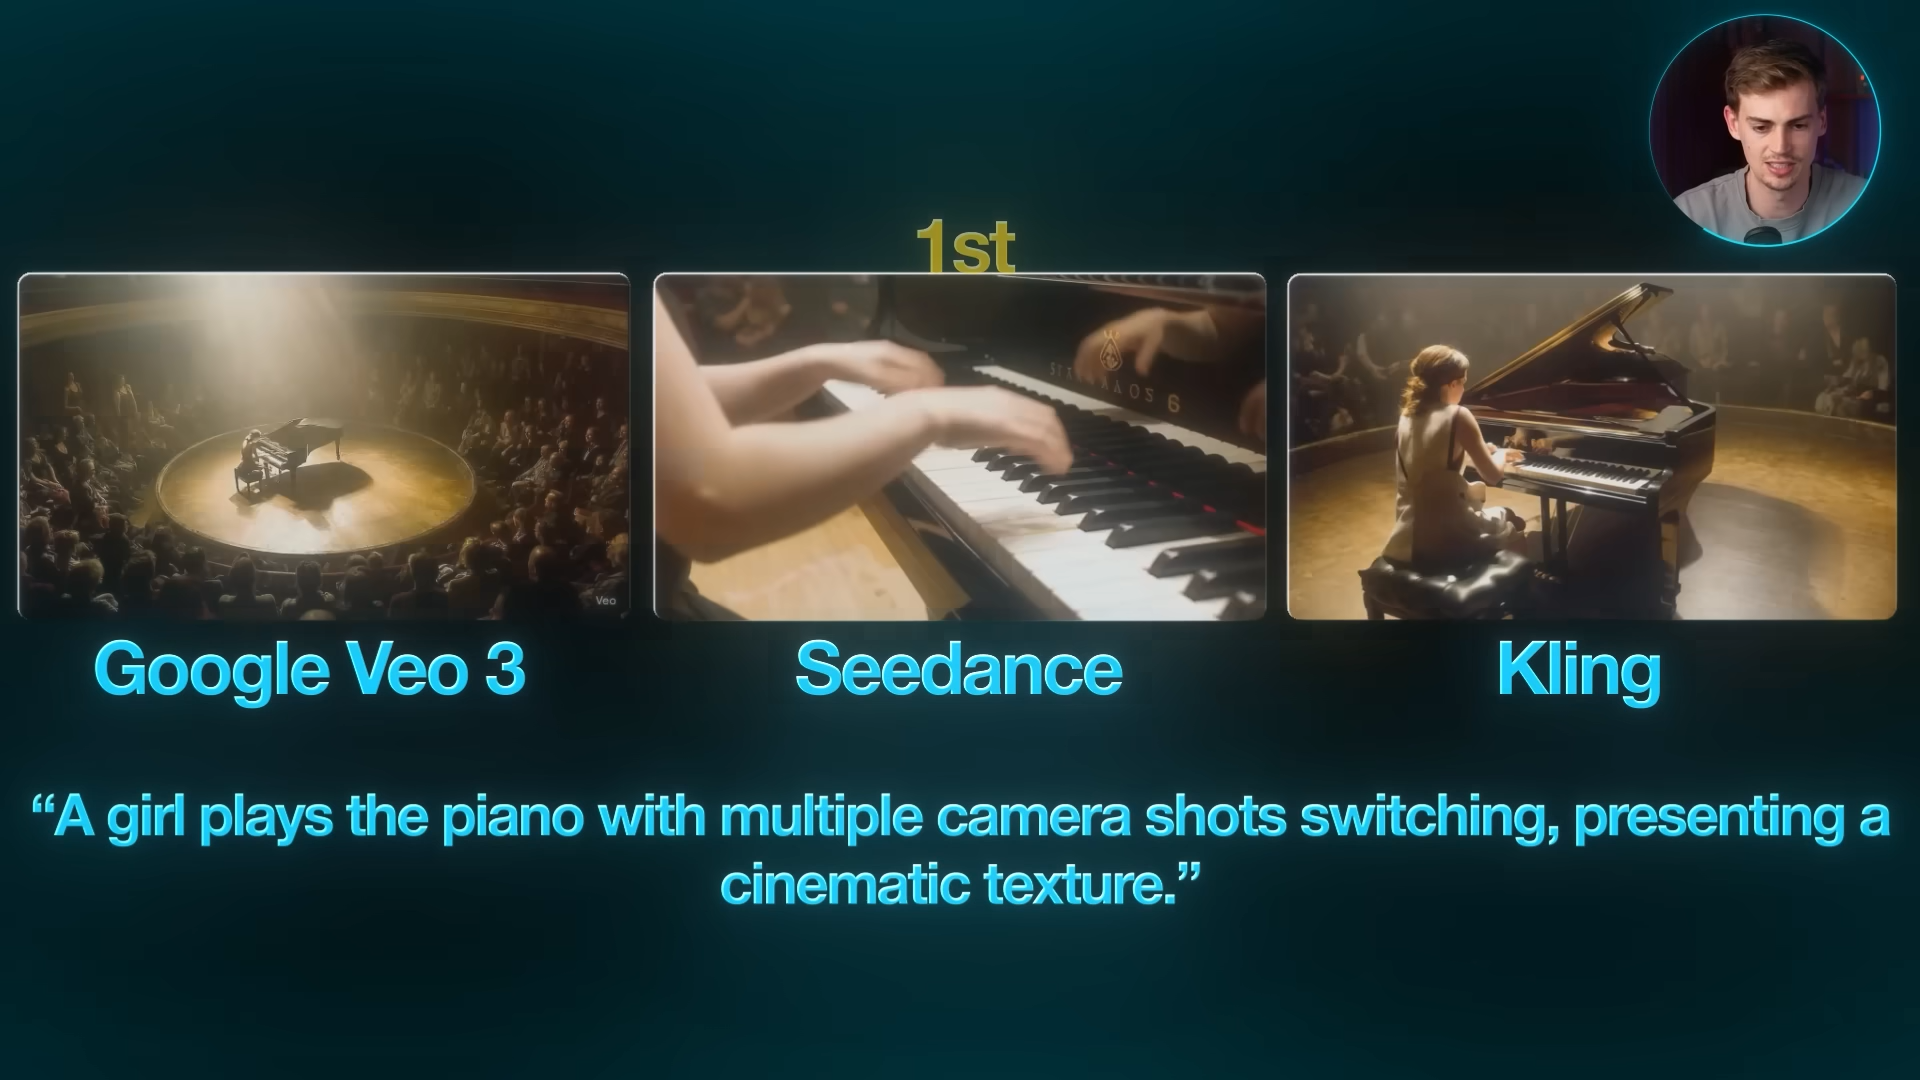 1st
Veo
Google Veo 3
Seedance
Kling
“A girl plays the piano with multiple camera shots switching, presenting a
cinematic texture.”